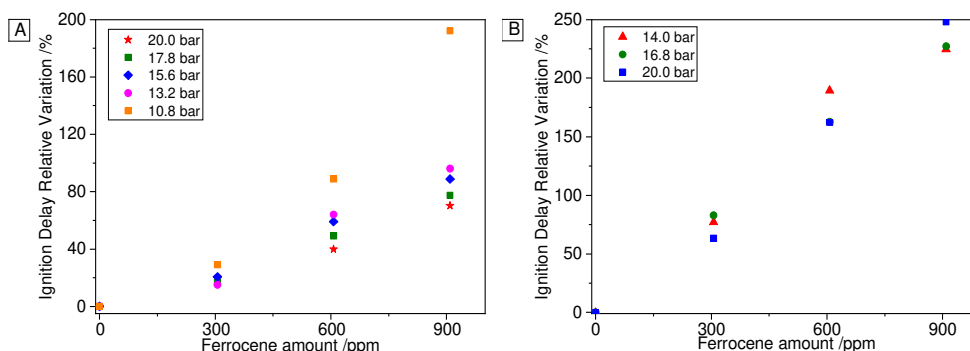 A
Ignition Delay Relative Variation /%
200
160
120
80
40
0
20.0 bar
17.8 bar
15.6 bar
13.2 bar
10.8 bar
0 300 600 900
Ferrocene amount /ppm
B
Ignition Delay Relative Variation /%
250
200
150
100
50
0
14.0 bar
16.8 bar
20.0 bar
0 300 600 900
Ferrocene amount /ppm